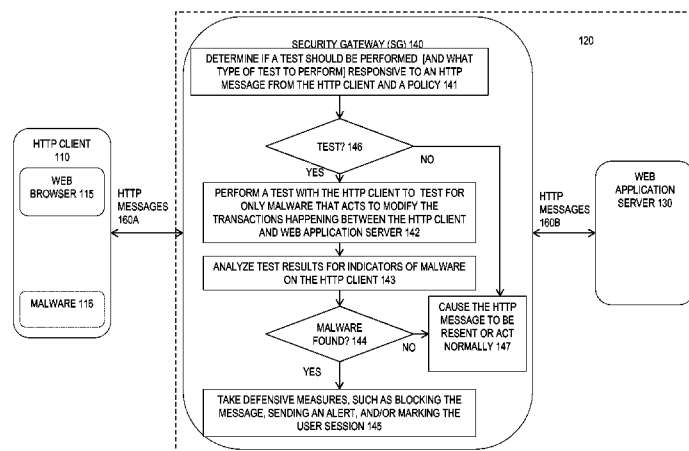 SECURITY GATEWAY (SG) 140
120
DETERMINE IF A TEST SHOULD BE PERFORMED [AND WHAT
TYPE OF TEST TO PERFORM] RESPONSIVE TO AN HTTP
MESSAGE FROM THE HTTP CLIENT AND A POLICY 141
HTTP CLIENT
110
WEB
BROWSER 115
MALWARE 116
HTTP
MESSAGES
160A
TEST? 146
YES
NO
PERFORM A TEST WITH THE HTTP CLIENT TO TEST FOR
ONLY MALWARE THAT ACTS TO MODIFY THE
TRANSACTIONS HAPPENING BETWEEN THE HTTP CLIENT
AND WEB APPLICATION SERVER 142
ANALYZE TEST RESULTS FOR INDICATORS OF MALWARE
ON THE HTTP CLIENT 143
MALWARE
FOUND? 144
NO
YES
CAUSE THE HTTP
MESSAGE TO BE
RESENT OR ACT
NORMALLY 147
TAKE DEFENSIVE MEASURES, SUCH AS BLOCKING THE
MESSAGE, SENDING AN ALERT, AND/OR MARKING THE
USER SESSION 145
HTTP
MESSAGES
160B
WEB
APPLICATION
SERVER 130